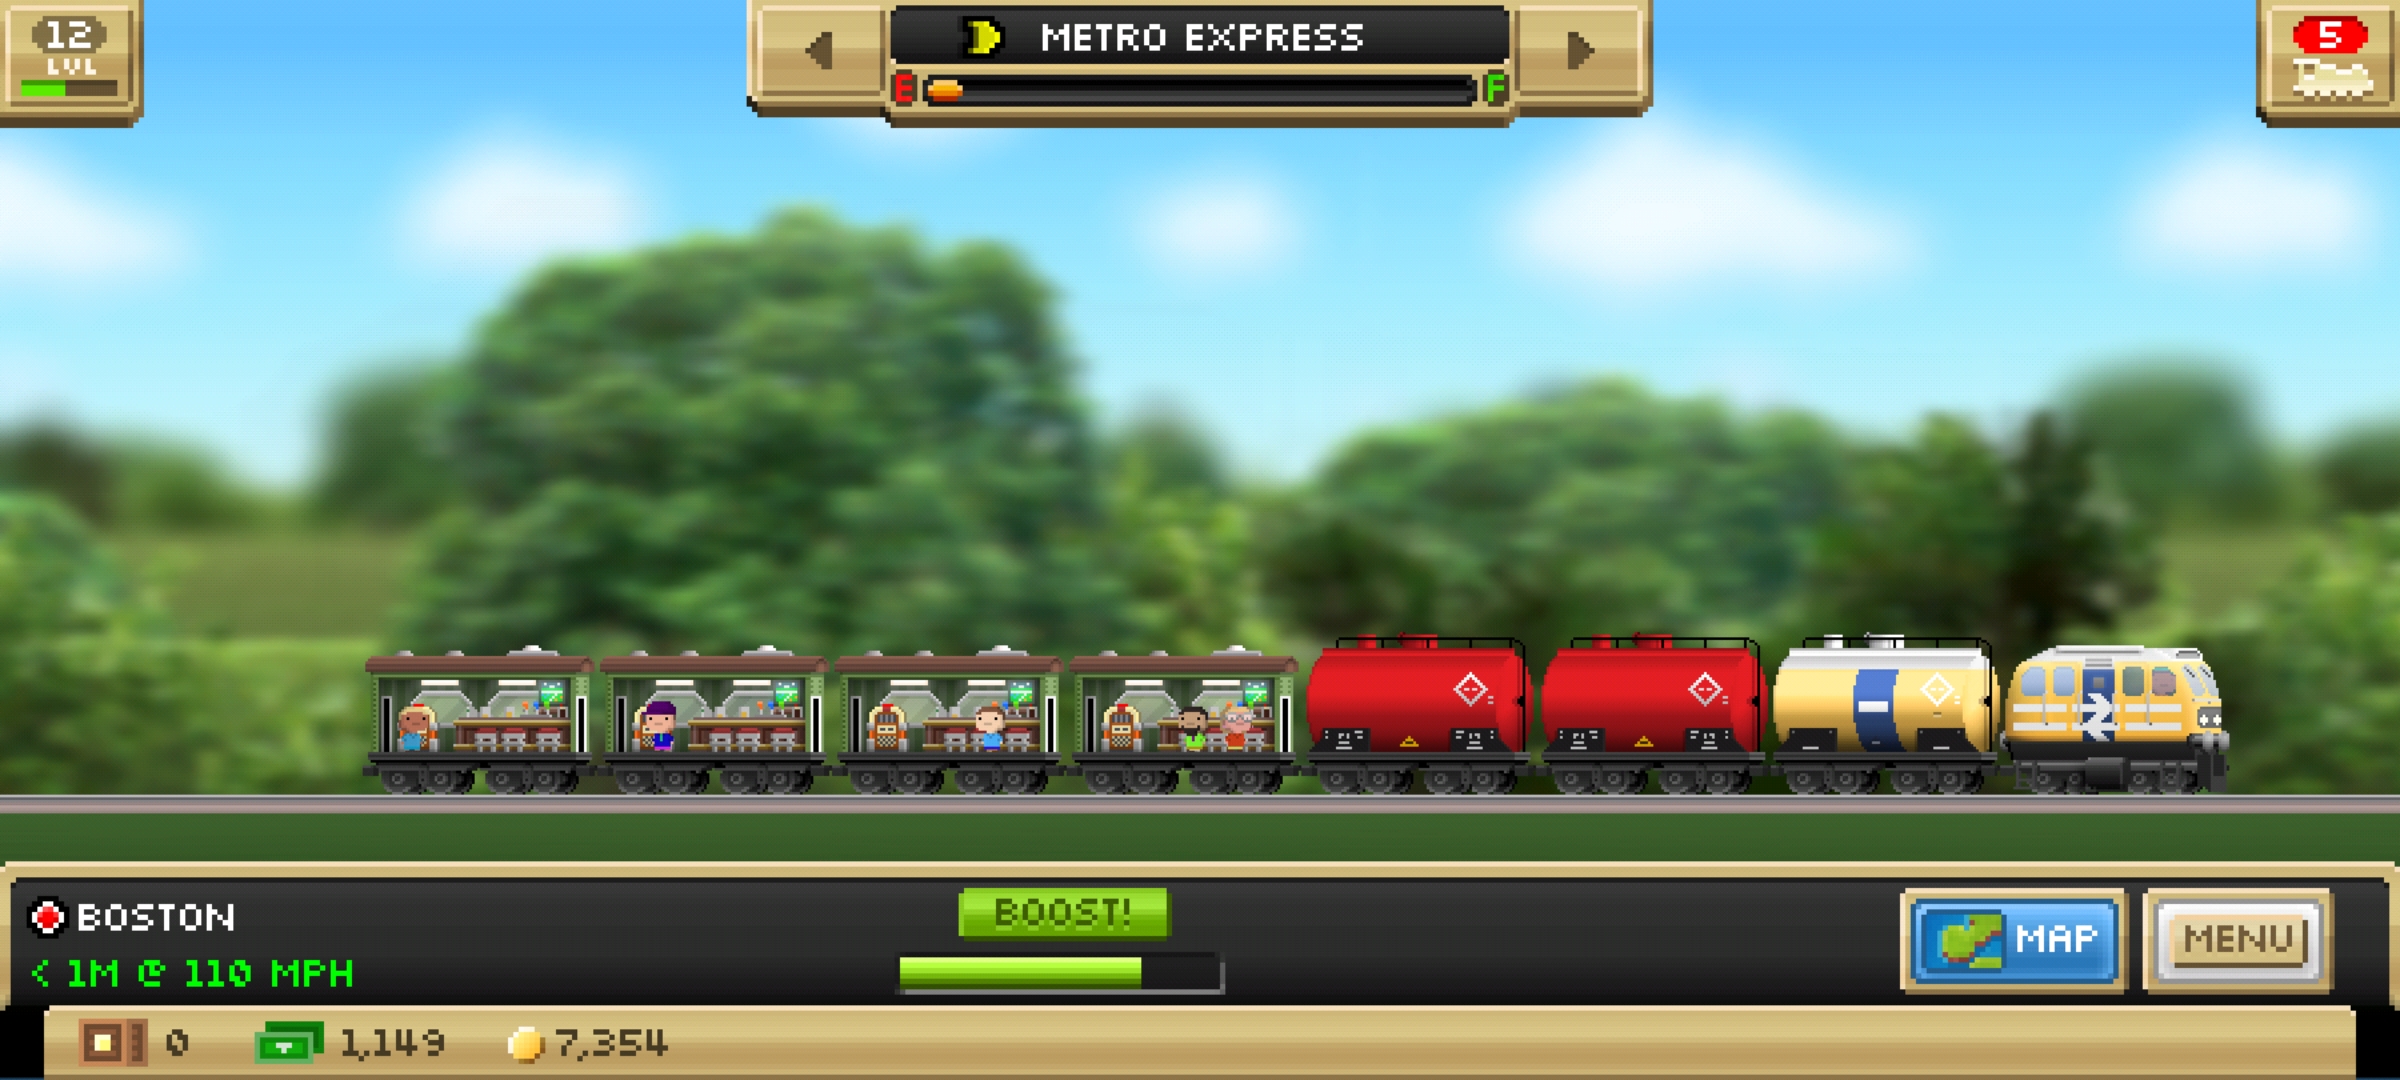 12
LVL
METRO EXPRESS
E F
5
BOSTON
< 1M @ 110 MPH
BOOST!
MAP
MENU
0
1,149
7,354